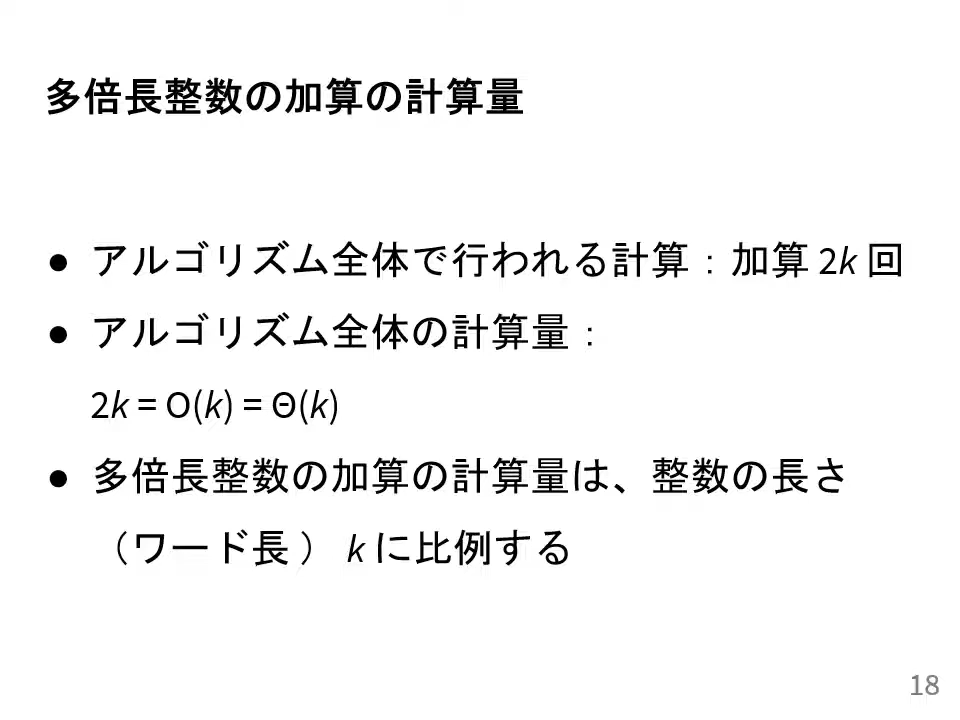 多倍長整数の加算の計算量
● アルゴリズム全体で行われる計算：加算 2k 回
● アルゴリズム全体の計算量：
2k = O(k) = Θ(k)
● 多倍長整数の加算の計算量は、整数の長さ
（ワード長） k に比例する
18